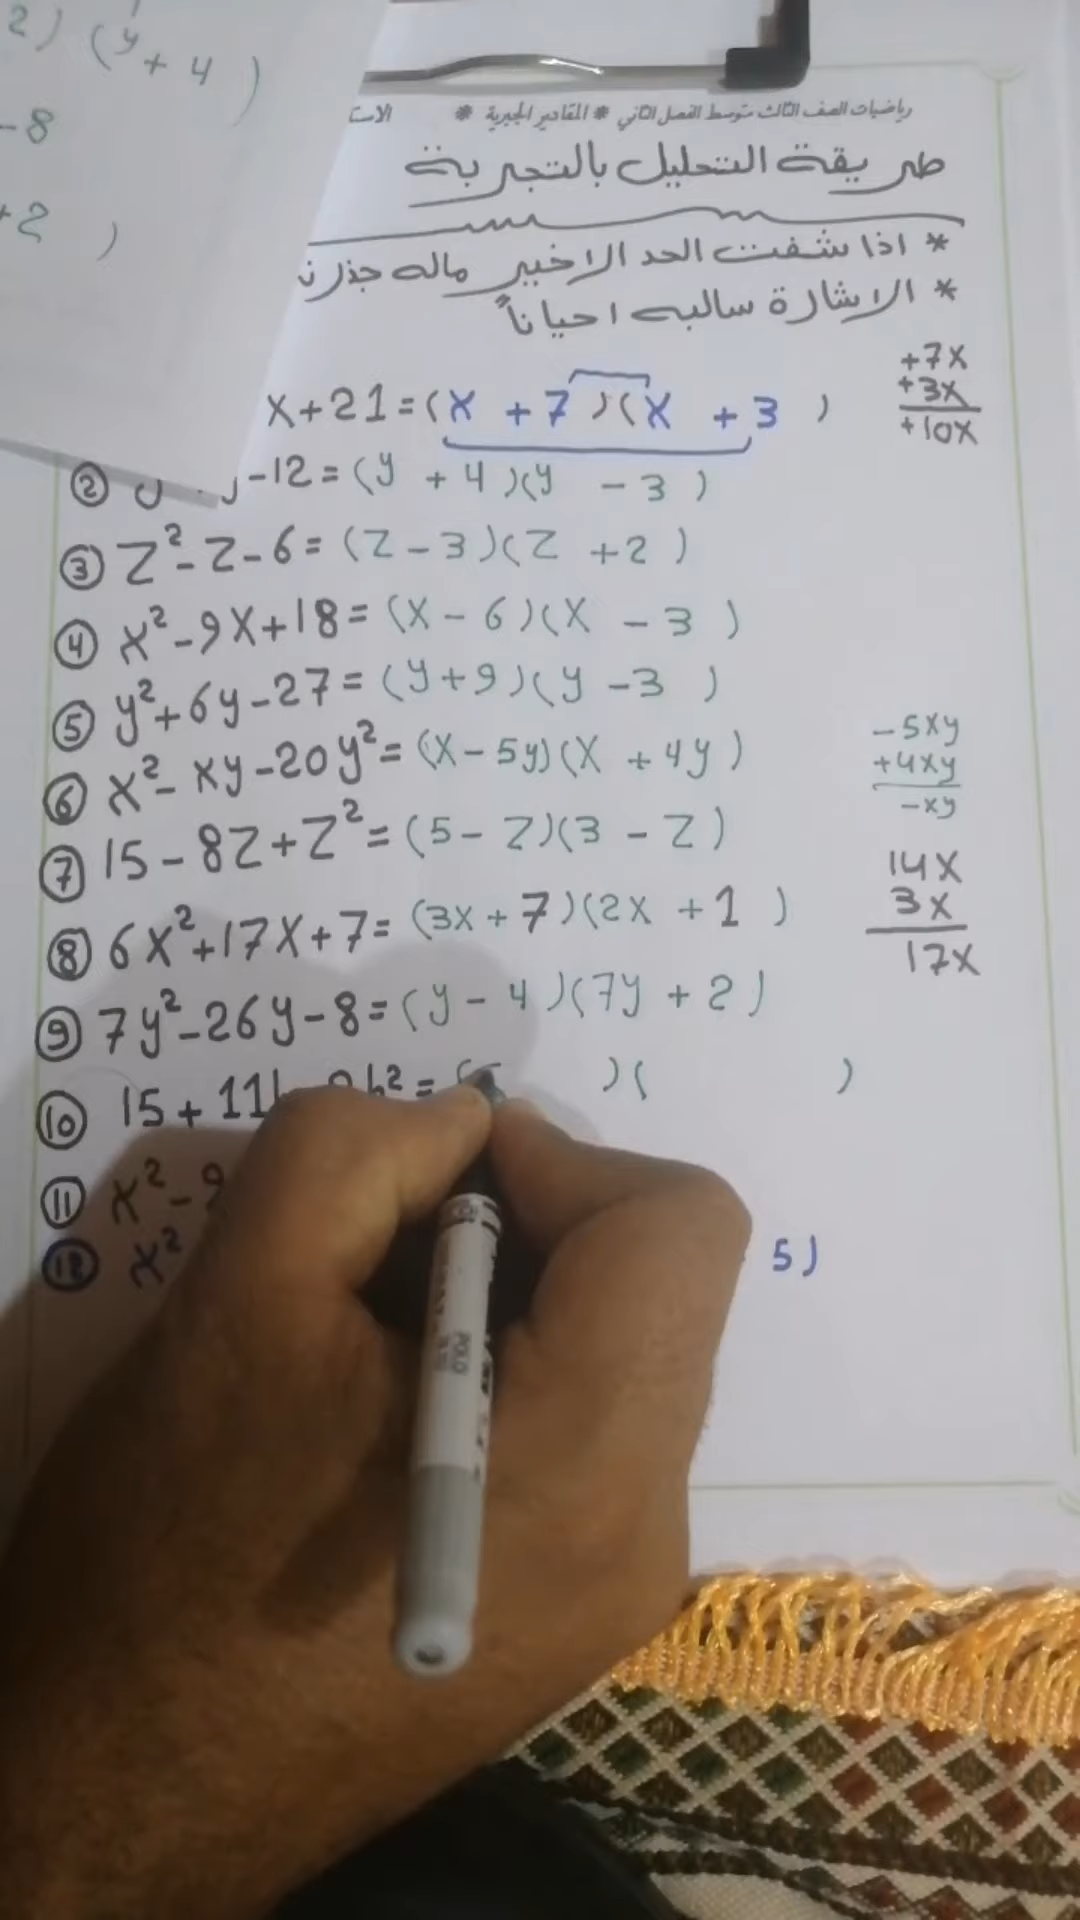 2) (y + 4 )
-8
+2 )
رياضيات الصف الثالث متوسط الفصل الثاني * المقادير الجبرية *
طريقة التحليل بالتجربة
* اذا شفت الحد الاخير ماله جذر
* الاشارة سالبه احياناً
x+21=(x +7)(x +3 )
+7x
+3x
+10x
② -12=(y +4)(y -3 )
③ z²-z-6=(z-3)(z +2 )
④ x²-9x+18=(x-6)(x -3 )
⑤ y²+6y-27=(y+9)(y -3 )
⑥ x²-xy-20y²=(x-5y)(x +4y )
-5xy
+4xy
-xy
⑦ 15-8z+z²=(5-z)(3-z)
⑧ 6x²+17x+7=(3x+7)(2x +1 )
14x
3x
17x
⑨ 7y²-26y-8=(y-4)(7y+2)
⑩ 15+11 h²=( )( )
⑪ x²-
⑫ x² 5)
POLO